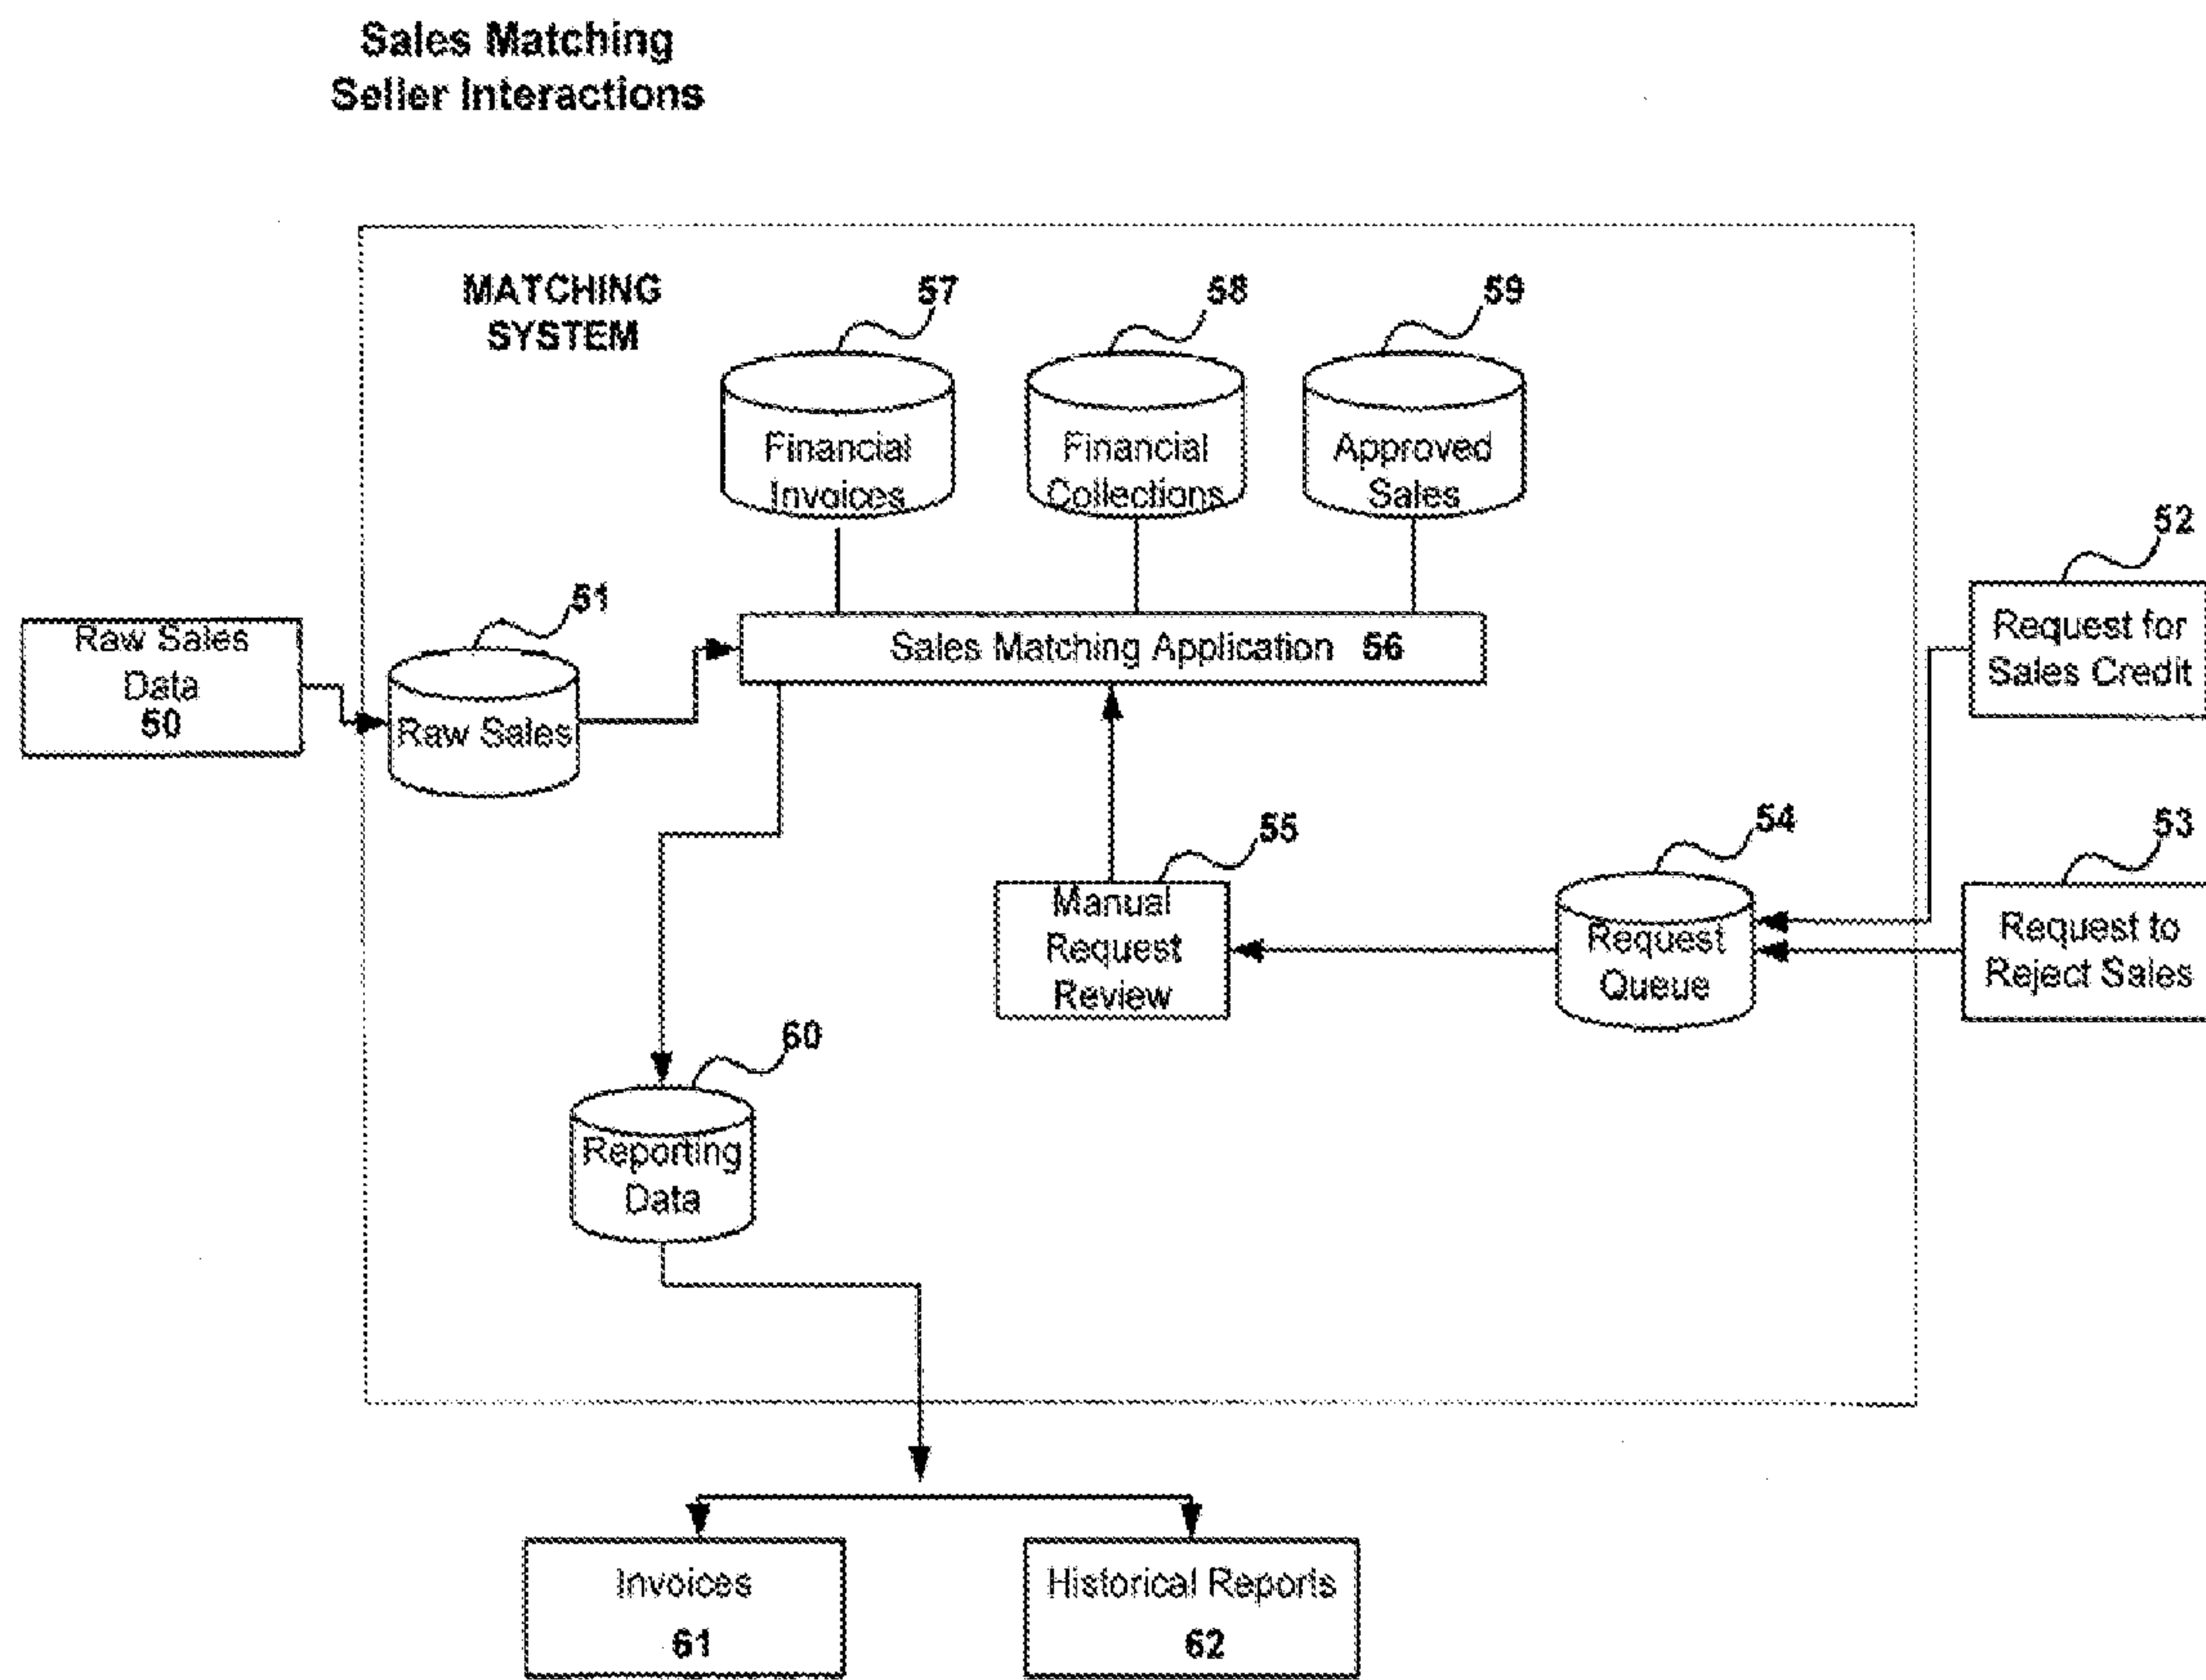 Sales Matching
Seller Interactions
MATCHING
SYSTEM
57
58
59
Financial
Invoices
Financial
Collections
Approved
Sales
52
Request for
Sales Credit
51
Raw Sales
Data
50
Raw Sales
Sales Matching Application 56
55
Manual
Request
Review
54
Request
Queue
53
Request to
Reject Sales
60
Reporting
Data
Invoices
61
Historical Reports
62